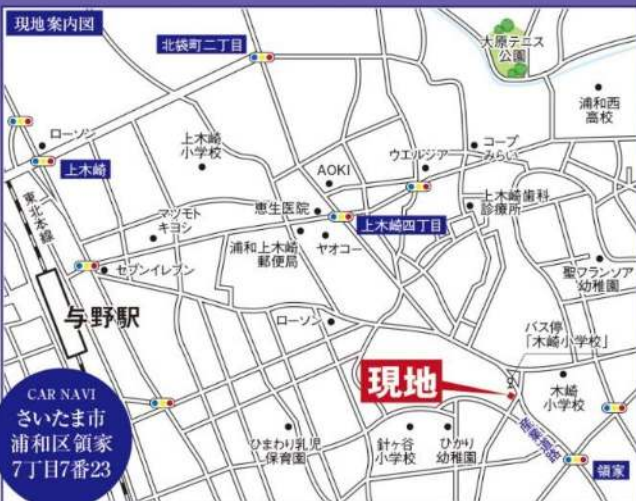 現地案内図
北袋町二丁目
大原テニス
公園
浦和西
高校
ローソン
上木崎
上木崎
小学校
ウエルシア
コープ
みらい
AOKI
東北本線
マツモト
キヨシ
恵生医院
上木崎四丁目
上木崎歯科
診療所
浦和上木崎
郵便局
ヤオコー
セブンイレブン
聖フランソア
幼稚園
与野駅
ローソン
バス停
「木崎小学校」
現地
木崎
小学校
CAR NAVI
さいたま市
浦和区領家
7丁目7番23
ひまわり乳児
保育園
針ヶ谷
小学校
ひかり
幼稚園
産業道路
領家